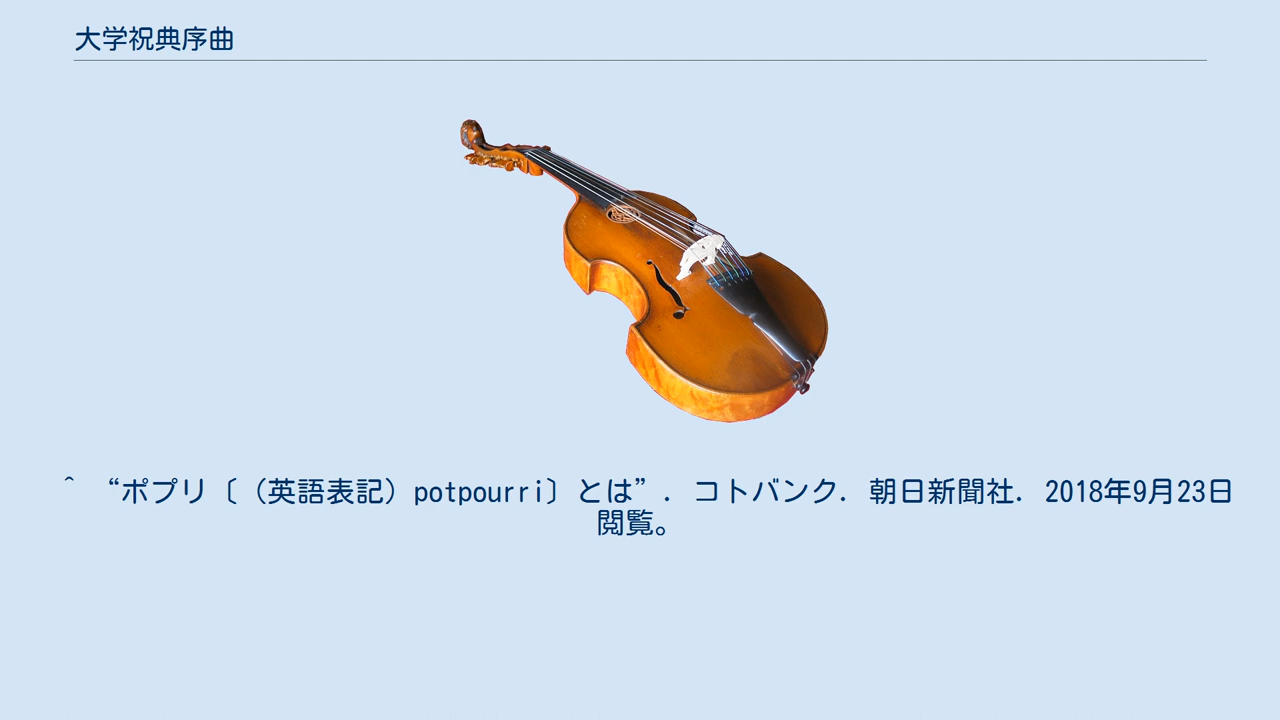 大学祝典序曲
^ “ポプリ〔（英語表記）potpourri〕とは”. コトバンク. 朝日新聞社. 2018年9月23日
閲覧。